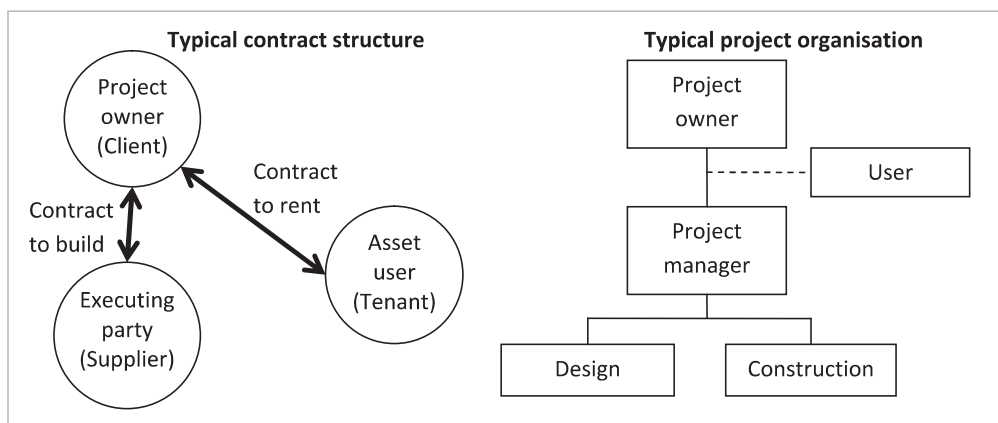 Typical contract structure
Project
owner
(Client)
Contract
to rent
Contract
to build
Asset
user
(Tenant)
Executing
party
(Supplier)
Typical project organisation
Project
owner
User
Project
manager
Design
Construction